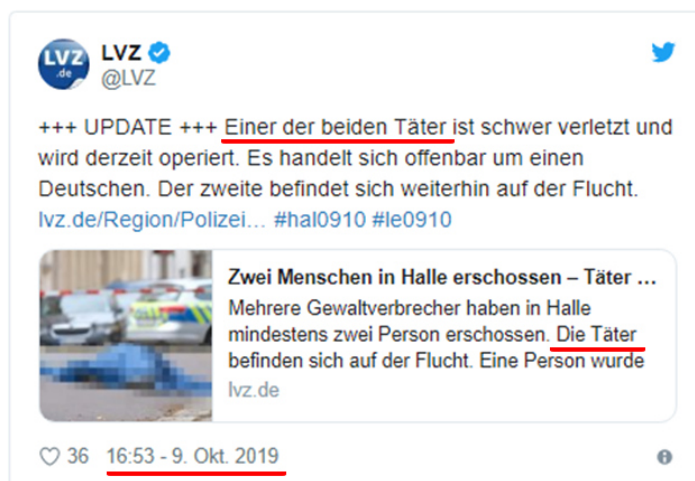 LVZ
.de
LVZ
@LVZ
+++ UPDATE +++ Einer der beiden Täter ist schwer verletzt und
wird derzeit operiert. Es handelt sich offenbar um einen
Deutschen. Der zweite befindet sich weiterhin auf der Flucht.
lvz.de/Region/Polizei… #hal0910 #le0910
Zwei Menschen in Halle erschossen – Täter …
Mehrere Gewaltverbrecher haben in Halle
mindestens zwei Person erschossen. Die Täter
befinden sich auf der Flucht. Eine Person wurde
lvz.de
36 16:53 - 9. Okt. 2019